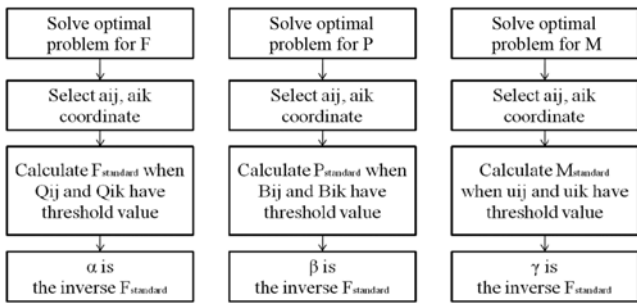 Solve optimal
problem for F
Select aij, aik
coordinate
Calculate Fstandard when
Qij and Qik have
threshold value
α is
the inverse Fstandard
Solve optimal
problem for P
Select aij, aik
coordinate
Calculate Pstandard when
Bij and Bik have
threshold value
β is
the inverse Fstandard
Solve optimal
problem for M
Select aij, aik
coordinate
Calculate Mstandard
when uij and uik have
threshold value
γ is
the inverse Fstandard